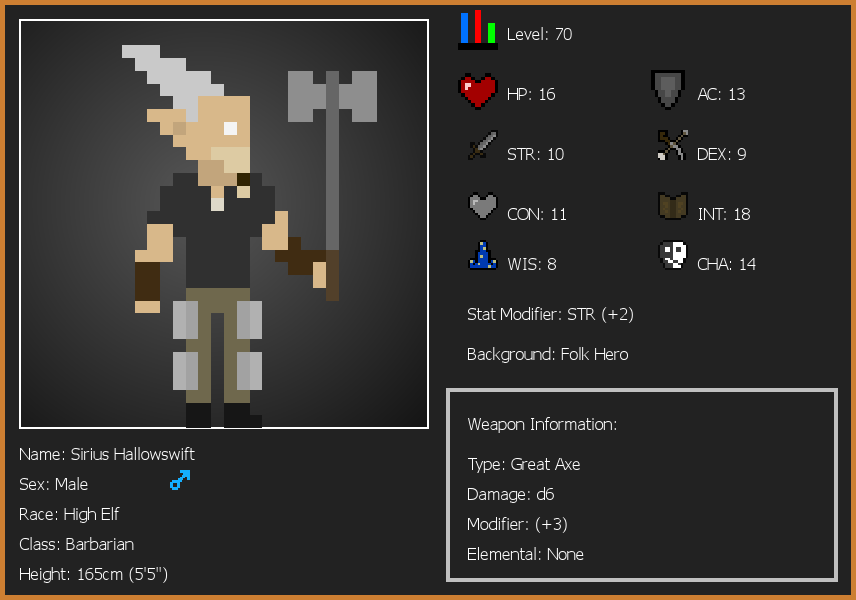 Level: 70
HP: 16
AC: 13
STR: 10
DEX: 9
CON: 11
INT: 18
WIS: 8
CHA: 14
Stat Modifier: STR (+2)
Background: Folk Hero
Weapon Information:
Type: Great Axe
Damage: d6
Modifier: (+3)
Elemental: None
Name: Sirius Hallowswift
Sex: Male
Race: High Elf
Class: Barbarian
Height: 165cm (5'5")